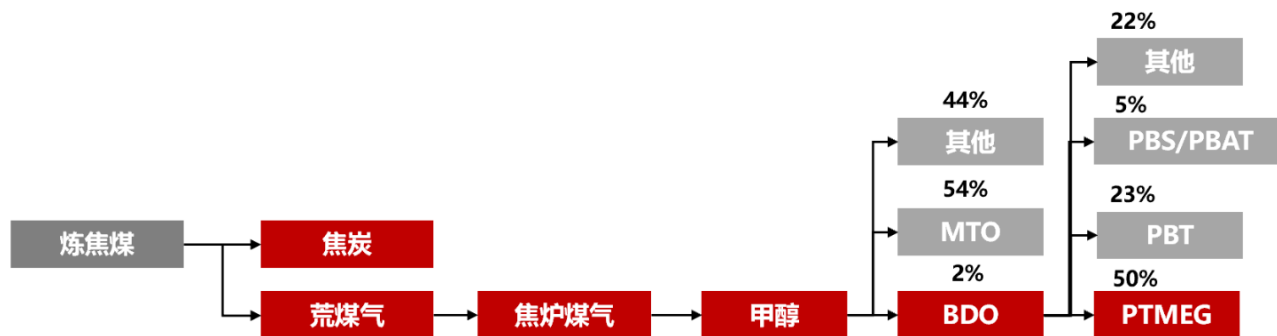 22%
其他
44%
5%
其他
PBS/PBAT
54%
23%
炼焦煤
焦炭
MTO
PBT
2%
50%
荒煤气
焦炉煤气
甲醇
BDO
PTMEG